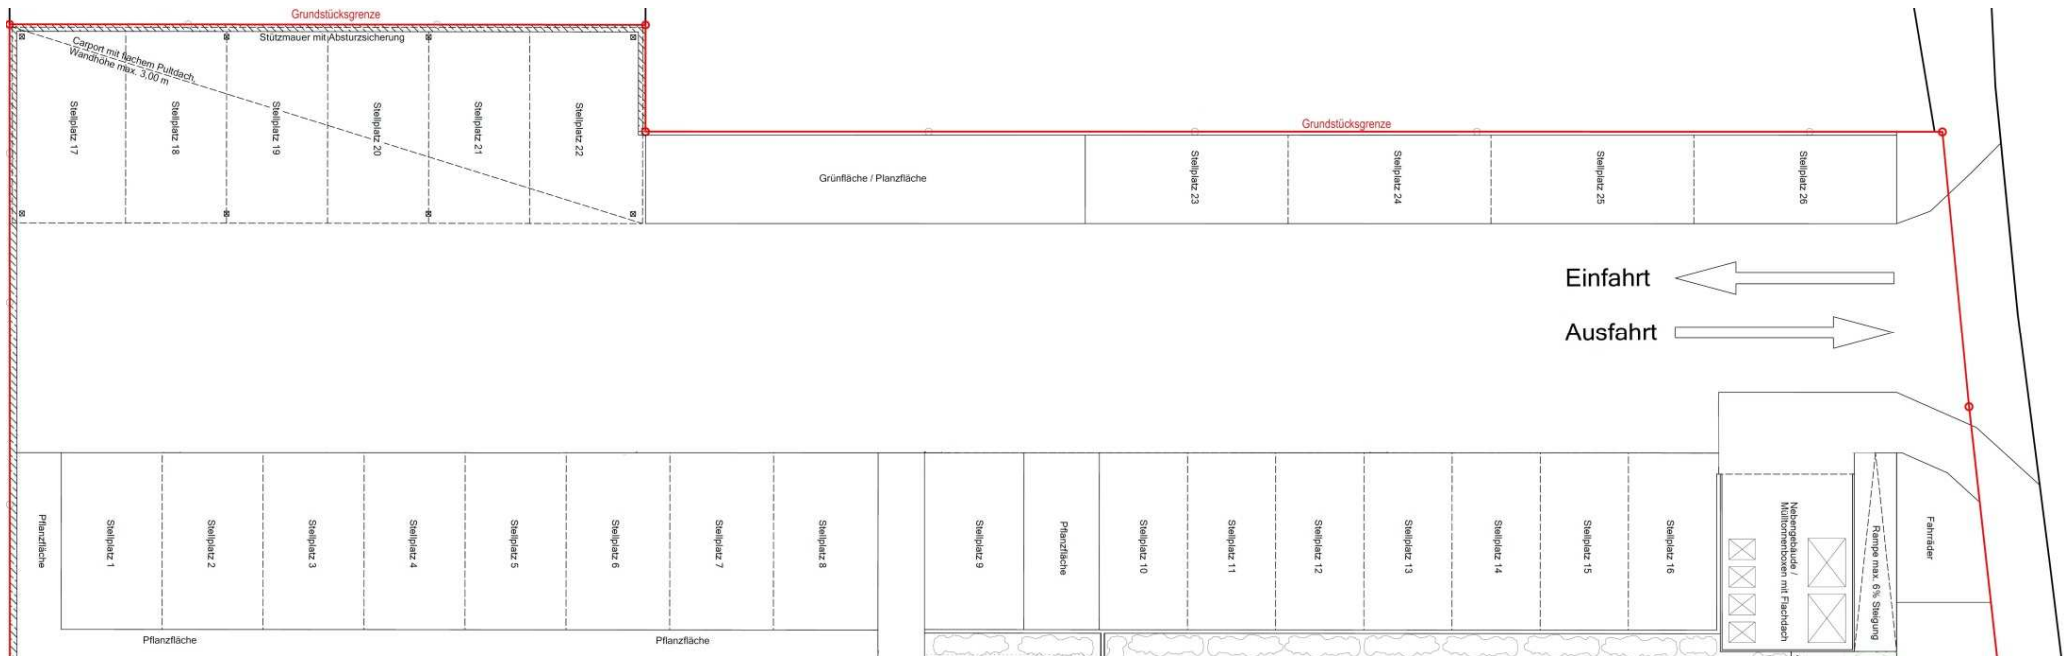 Grundstücksgrenze
Stützmauer mit Absturzsicherung
Carport mit flachem Pultdach,
Wandhöhe max. 3,00 m
Stellplatz 17
Stellplatz 18
Stellplatz 19
Stellplatz 20
Stellplatz 21
Stellplatz 22
Grundstücksgrenze
Grünfläche / Planzfläche
Stellplatz 23
Stellplatz 24
Stellplatz 25
Stellplatz 26
Einfahrt
Ausfahrt
Pflanzfläche
Stellplatz 1
Stellplatz 2
Stellplatz 3
Stellplatz 4
Stellplatz 5
Stellplatz 6
Stellplatz 7
Stellplatz 8
Stellplatz 9
Pflanzfläche
Stellplatz 10
Stellplatz 11
Stellplatz 12
Stellplatz 13
Stellplatz 14
Stellplatz 15
Stellplatz 16
Nebengebäude /
Mülltonnenboxen mit Flachdach
Rampe max. 6% Steigung
Fahrräder
Pflanzfläche
Pflanzfläche